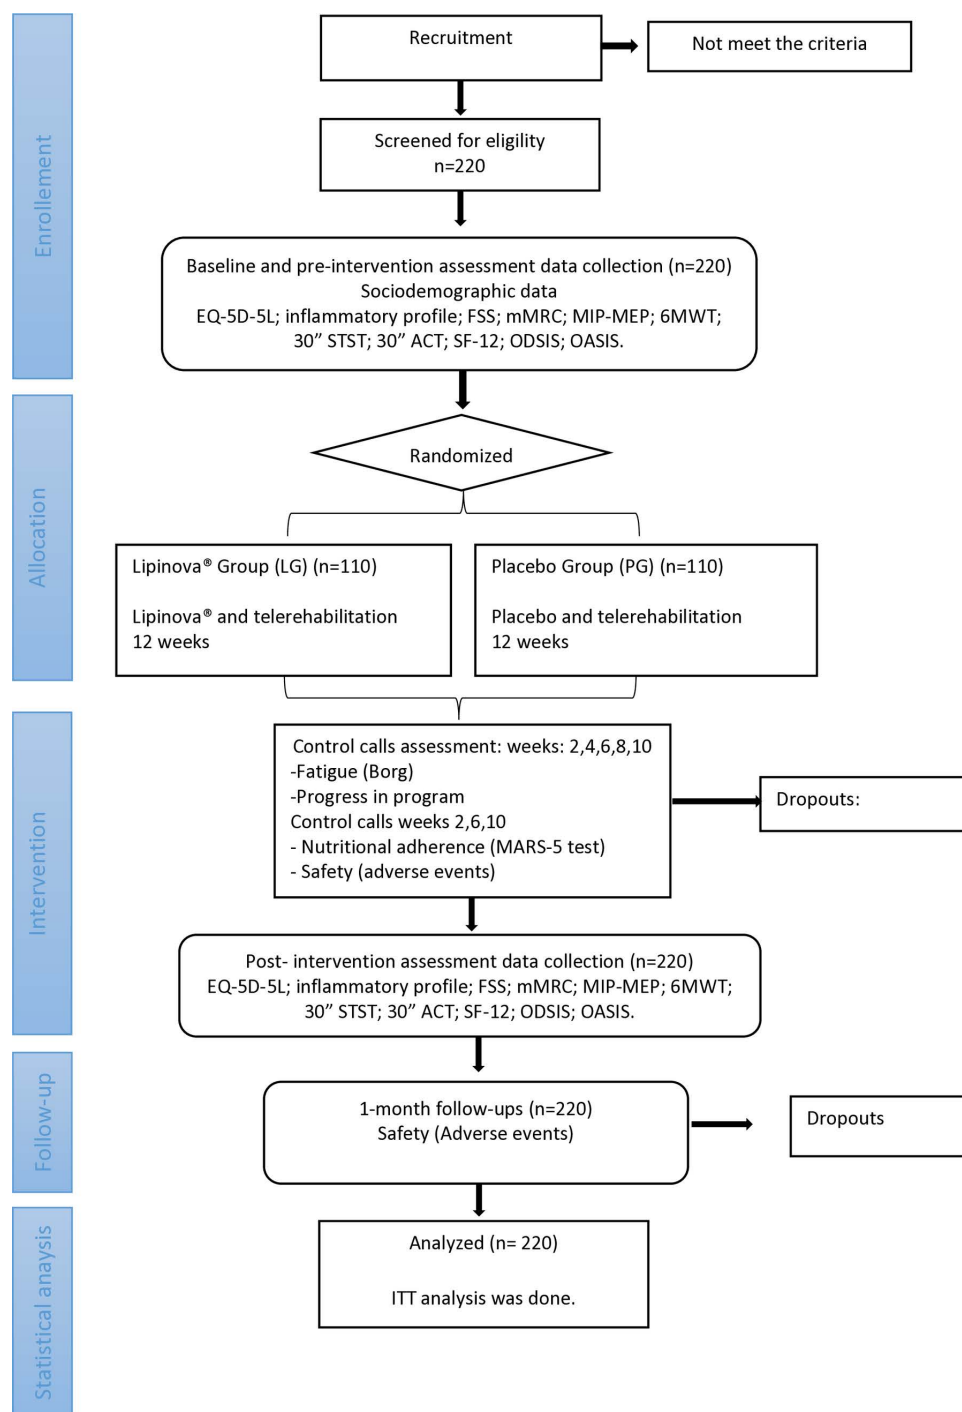 Enrollement
Recruitment
Not meet the criteria
Screened for eligility
n=220
Baseline and pre-intervention assessment data collection (n=220)
Sociodemographic data
EQ-5D-5L; inflammatory profile; FSS; mMRC; MIP-MEP; 6MWT;
30” STST; 30” ACT; SF-12; ODSIS; OASIS.
Allocation
Randomized
Lipinova® Group (LG) (n=110)
Lipinova® and telerehabilitation
12 weeks
Placebo Group (PG) (n=110)
Placebo and telerehabilitation
12 weeks
Intervention
Control calls assessment: weeks: 2,4,6,8,10
-Fatigue (Borg)
-Progress in program
Control calls weeks 2,6,10
- Nutritional adherence (MARS-5 test)
- Safety (adverse events)
Dropouts:
Post- intervention assessment data collection (n=220)
EQ-5D-5L; inflammatory profile; FSS; mMRC; MIP-MEP; 6MWT;
30” STST; 30” ACT; SF-12; ODSIS; OASIS.
Follow-up
1-month follow-ups (n=220)
Safety (Adverse events)
Dropouts
Statistical anaysis
Analyzed (n= 220)
ITT analysis was done.